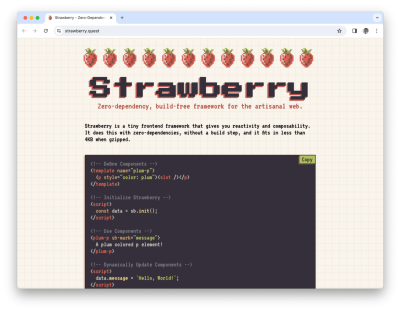 Strawberry - Zero-Dependenc
strawberry.quest
Strawberry
Zero-dependency, build-free framework for the artisanal web.
Strawberry is a tiny frontend framework that gives you reactivity and composability.
It does this with zero-dependencies, without a build step, and it fits in less than
4KB when gzipped.
Copy
<!-- Define Components -->
<template name="plum-p">
<p style="color: plum"><slot /></p>
</template>
<!-- Initialize Strawberry -->
<script>
const data = sb.init();
</script>
<!-- Use Components -->
<plum-p sb-mark="message">
A plum colored p element!
</plum-p>
<!-- Dynamically Update Components -->
<script>
data.message = 'Hello, World!';
</script>